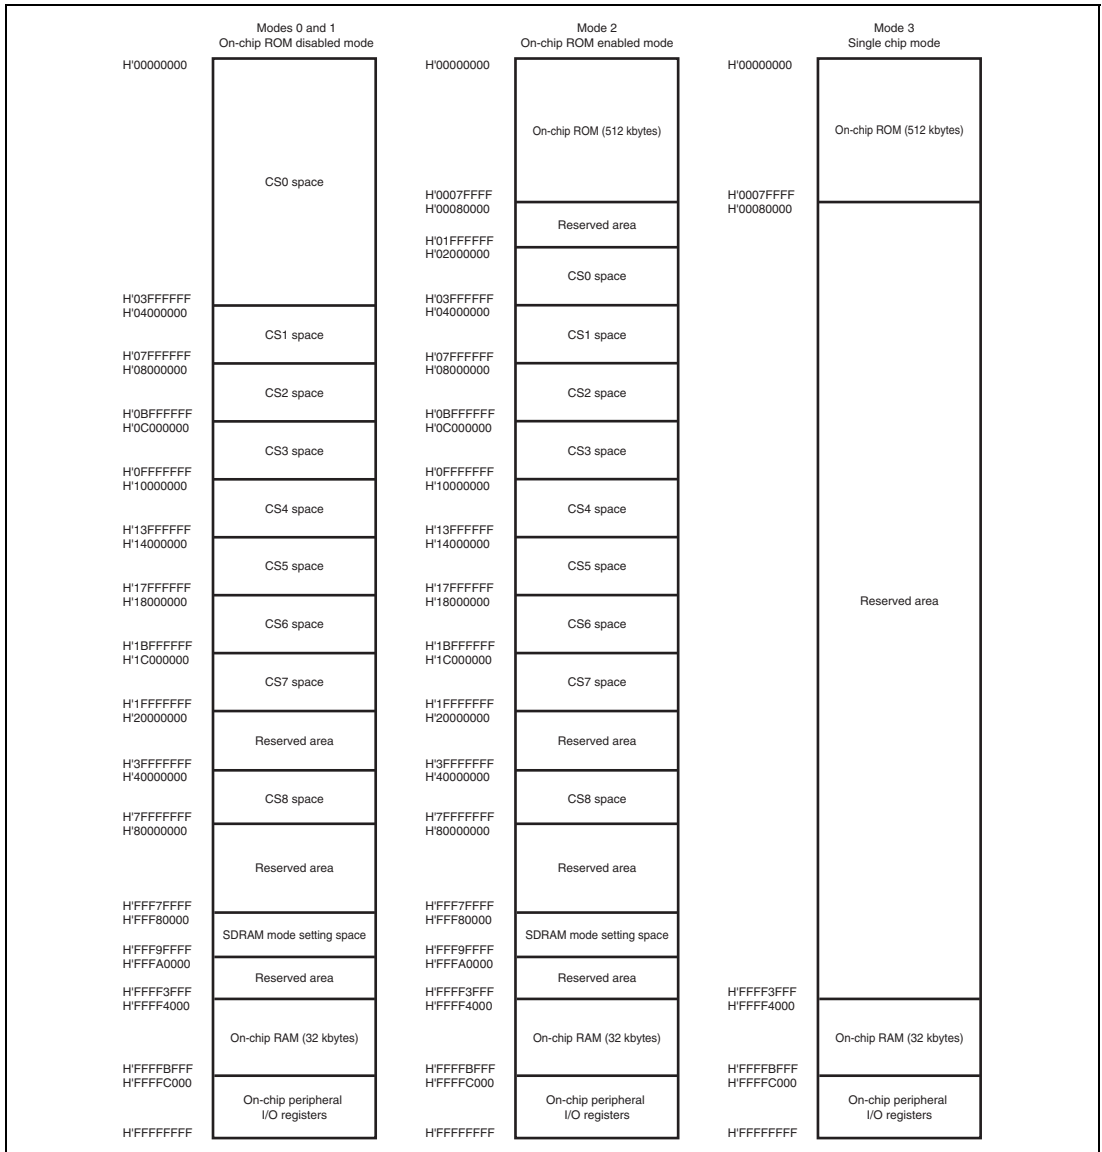 Modes 0 and 1
On-chip ROM disabled mode
H'00000000
CS0 space
H'03FFFFFF
H'04000000
CS1 space
H'07FFFFFF
H'08000000
CS2 space
H'0BFFFFFF
H'0C000000
CS3 space
H'0FFFFFFF
H'10000000
CS4 space
H'13FFFFFF
H'14000000
CS5 space
H'17FFFFFF
H'18000000
CS6 space
H'1BFFFFFF
H'1C000000
CS7 space
H'1FFFFFFF
H'20000000
Reserved area
H'3FFFFFFF
H'40000000
CS8 space
H'7FFFFFFF
H'80000000
Reserved area
H'FFF7FFFF
H'FFF80000
SDRAM mode setting space
H'FFF9FFFF
H'FFFA0000
Reserved area
H'FFFF3FFF
H'FFFF4000
On-chip RAM (32 kbytes)
H'FFFFBFFF
H'FFFFC000
On-chip peripheral
I/O registers
H'FFFFFFFF
Mode 2
On-chip ROM enabled mode
H'00000000
On-chip ROM (512 kbytes)
H'0007FFFF
H'00080000
Reserved area
H'01FFFFFF
H'02000000
CS0 space
H'03FFFFFF
H'04000000
CS1 space
H'07FFFFFF
H'08000000
CS2 space
H'0BFFFFFF
H'0C000000
CS3 space
H'0FFFFFFF
H'10000000
CS4 space
H'13FFFFFF
H'14000000
CS5 space
H'17FFFFFF
H'18000000
CS6 space
H'1BFFFFFF
H'1C000000
CS7 space
H'1FFFFFFF
H'20000000
Reserved area
H'3FFFFFFF
H'40000000
CS8 space
H'7FFFFFFF
H'80000000
Reserved area
H'FFF7FFFF
H'FFF80000
SDRAM mode setting space
H'FFF9FFFF
H'FFFA0000
Reserved area
H'FFFF3FFF
H'FFFF4000
On-chip RAM (32 kbytes)
H'FFFFBFFF
H'FFFFC000
On-chip peripheral
I/O registers
H'FFFFFFFF
Mode 3
Single chip mode
H'00000000
On-chip ROM (512 kbytes)
H'0007FFFF
H'00080000
Reserved area
H'FFFF3FFF
H'FFFF4000
On-chip RAM (32 kbytes)
H'FFFFBFFF
H'FFFFC000
On-chip peripheral
I/O registers
H'FFFFFFFF